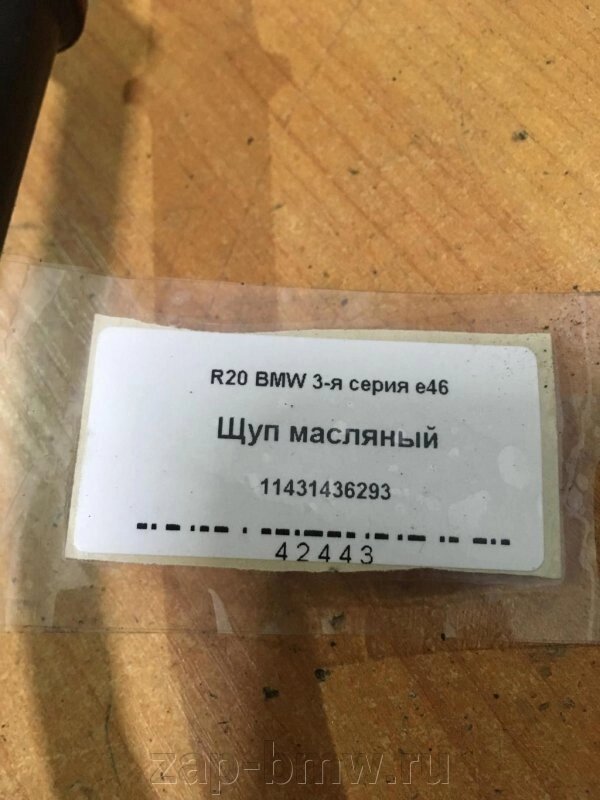 R20 BMW 3-я серия e46
Щуп масляный
11431436293
42443
zap-bmw.ru